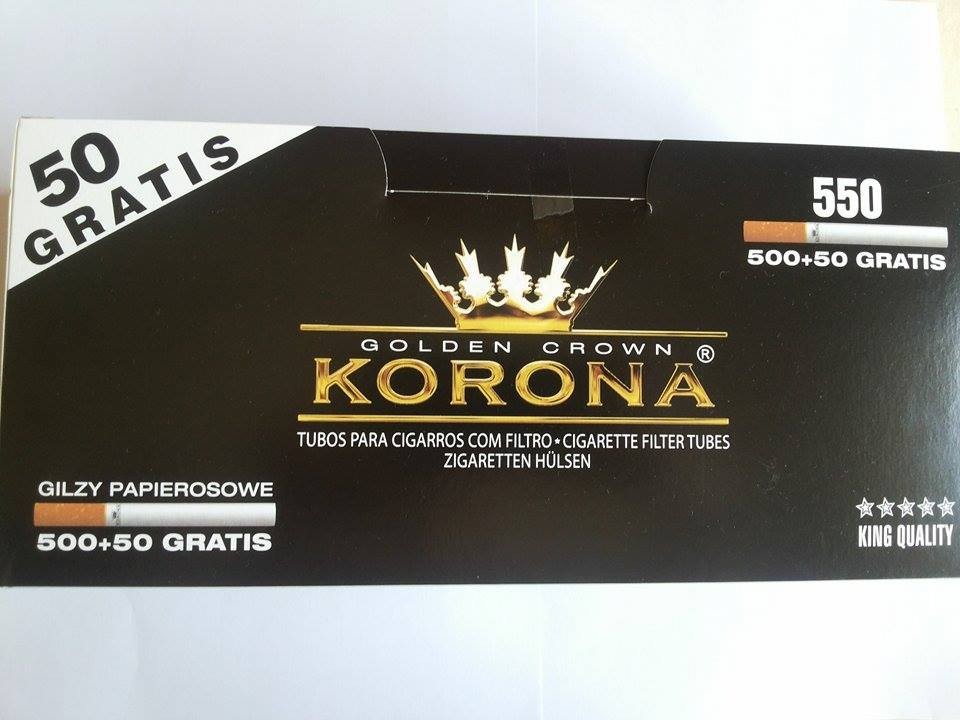 50
GRATIS
550
500+50 GRATIS
GOLDEN CROWN
KORONA ®
TUBOS PARA CIGARROS COM FILTRO • CIGARETTE FILTER TUBES
ZIGARETTEN HÜLSEN
GILZY PAPIEROSOWE
500+50 GRATIS
KING QUALITY